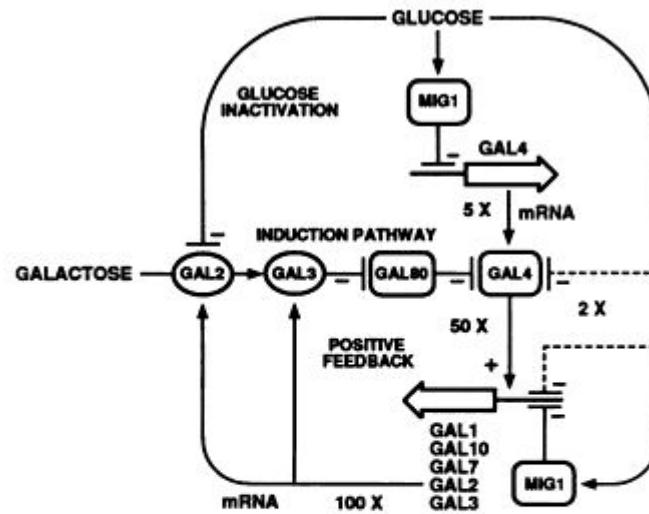 GLUCOSE
GLUCOSE
INACTIVATION
MIG1
−
GAL4
5 X
mRNA
−
INDUCTION PATHWAY
GALACTOSE
GAL2
GAL3
−
GAL80
−
GAL4
−
50 X
2 X
POSITIVE
FEEDBACK
+
−
−
GAL1
GAL10
GAL7
GAL2
GAL3
MIG1
mRNA
100 X